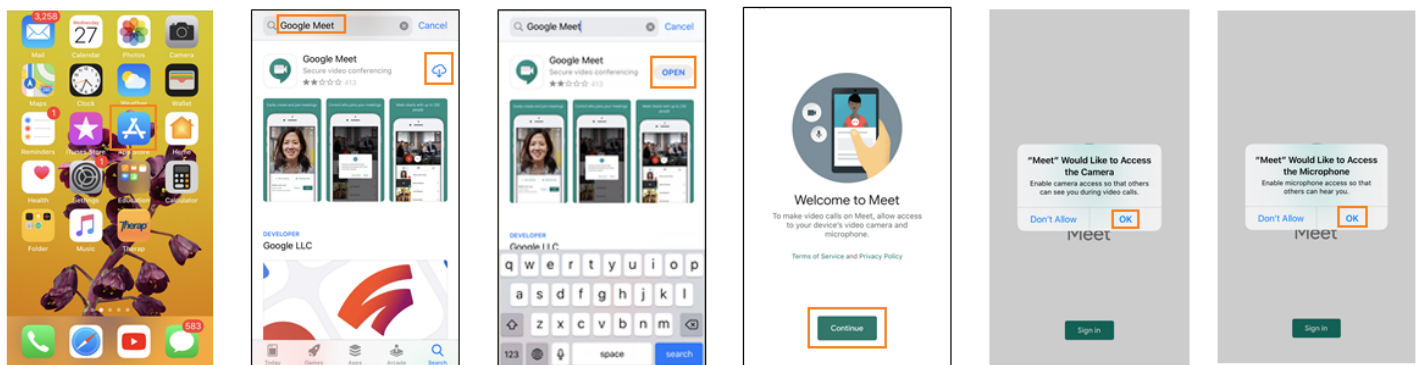 3,258
Wednesday
27
Mail
Calendar
Photos
Camera
Maps
Clock
Weather
Wallet
1
Reminders
iTunes Store
App Store
Home
1
Health
Settings
Education
Calculator
Therap
Folder
Music
Therap
583
Google Meet
Cancel
Google Meet
Secure video conferencing
413
DEVELOPER
Google LLC
Today
Games
Apps
Arcade
Search
Google Meet
Cancel
Google Meet
Secure video conferencing
413
OPEN
DEVELOPER
Google LLC
q w e r t y u i o p
a s d f g h j k l
z x c v b n m
123
space
search
Welcome to Meet
To make video calls on Meet, allow access
to your device's video camera and
microphone.
Terms of Service and Privacy Policy
Continue
“Meet” Would Like to Access
the Camera
Enable camera access so that others
can see you during video calls.
Don't Allow
OK
Meet
Sign in
“Meet” Would Like to Access
the Microphone
Enable microphone access so that
others can hear you.
Don't Allow
OK
Meet
Sign in